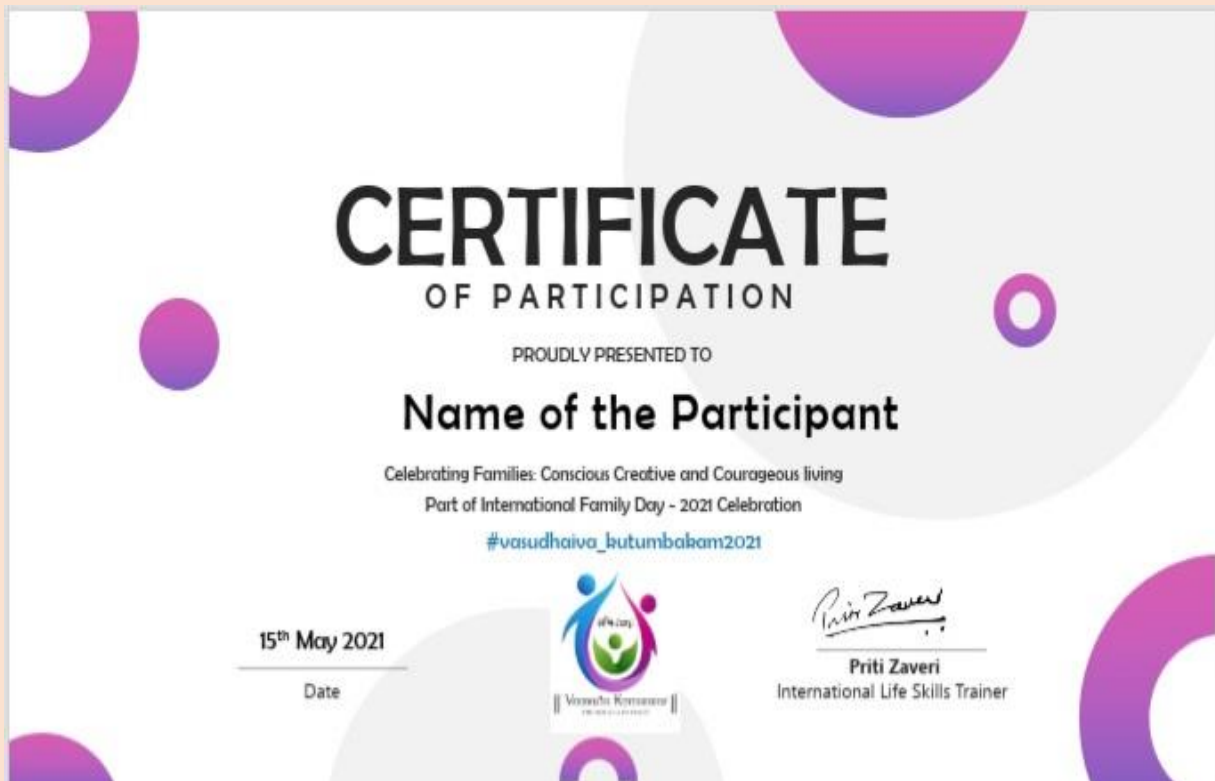 CERTIFICATE
OF PARTICIPATION
PROUDLY PRESENTED TO
Name of the Participant
Celebrating Families: Conscious Creative and Courageous living
Part of International Family Day - 2021 Celebration
#vasudhaiva_kutumbakam2021
15th May 2021
Date
Priti Zaveri
Priti Zaveri
International Life Skills Trainer